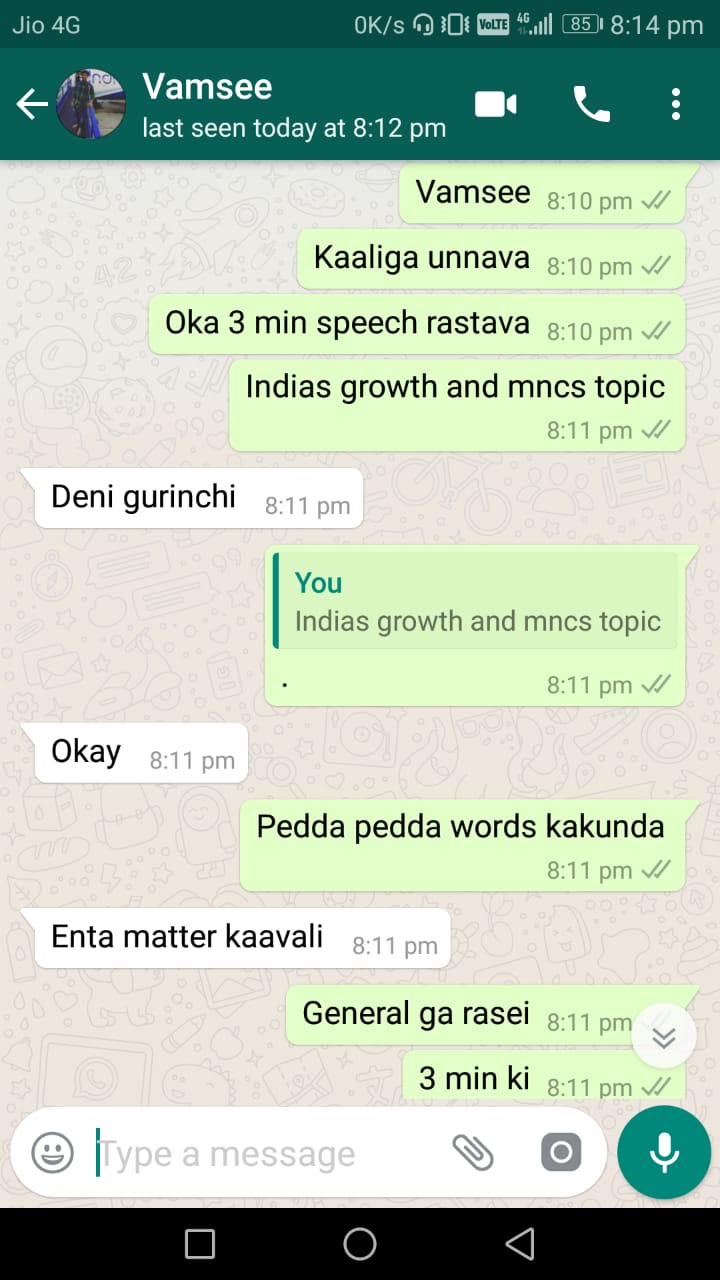 Jio 4G 0K/s VoLTE 4G 85 8:14 pm
Vamsee
last seen today at 8:12 pm
Vamsee 8:10 pm
Kaaliga unnava 8:10 pm
Oka 3 min speech rastava 8:10 pm
Indias growth and mncs topic
8:11 pm
Deni gurinchi 8:11 pm
You
Indias growth and mncs topic
. 8:11 pm
Okay 8:11 pm
Pedda pedda words kakunda
8:11 pm
Enta matter kaavali 8:11 pm
General ga rasei 8:11 pm
3 min ki 8:11 pm
Type a message